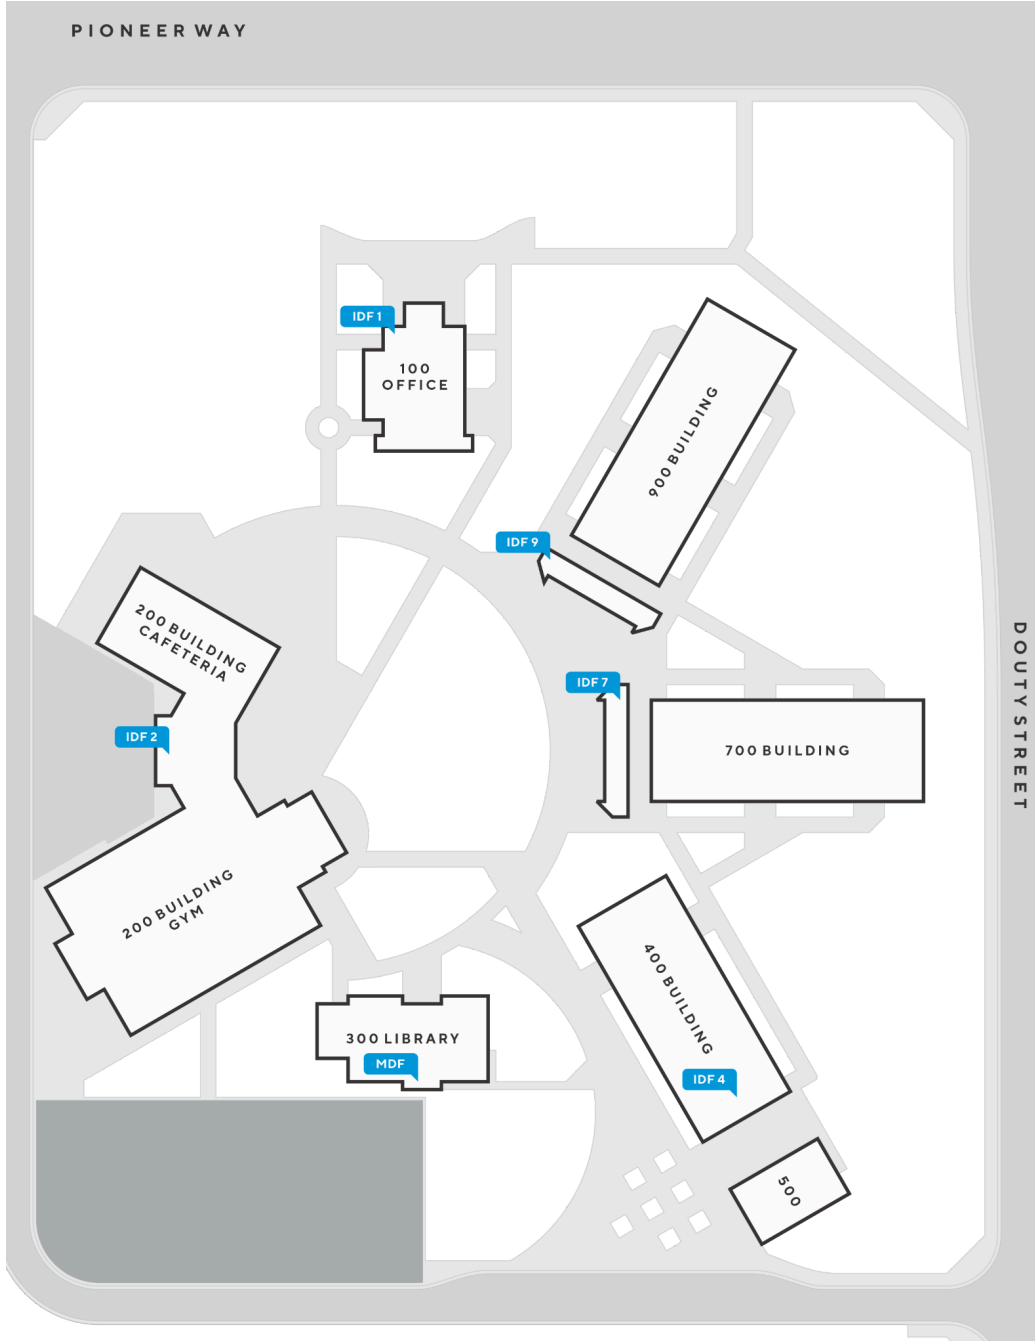 PIONEER WAY
IDF 1
100
OFFICE
900 BUILDING
IDF 9
200 BUILDING
CAFETERIA
IDF 7
DOUTY STREET
IDF 2
700 BUILDING
200 BUILDING
GYM
400 BUILDING
300 LIBRARY
MDF
IDF 4
500